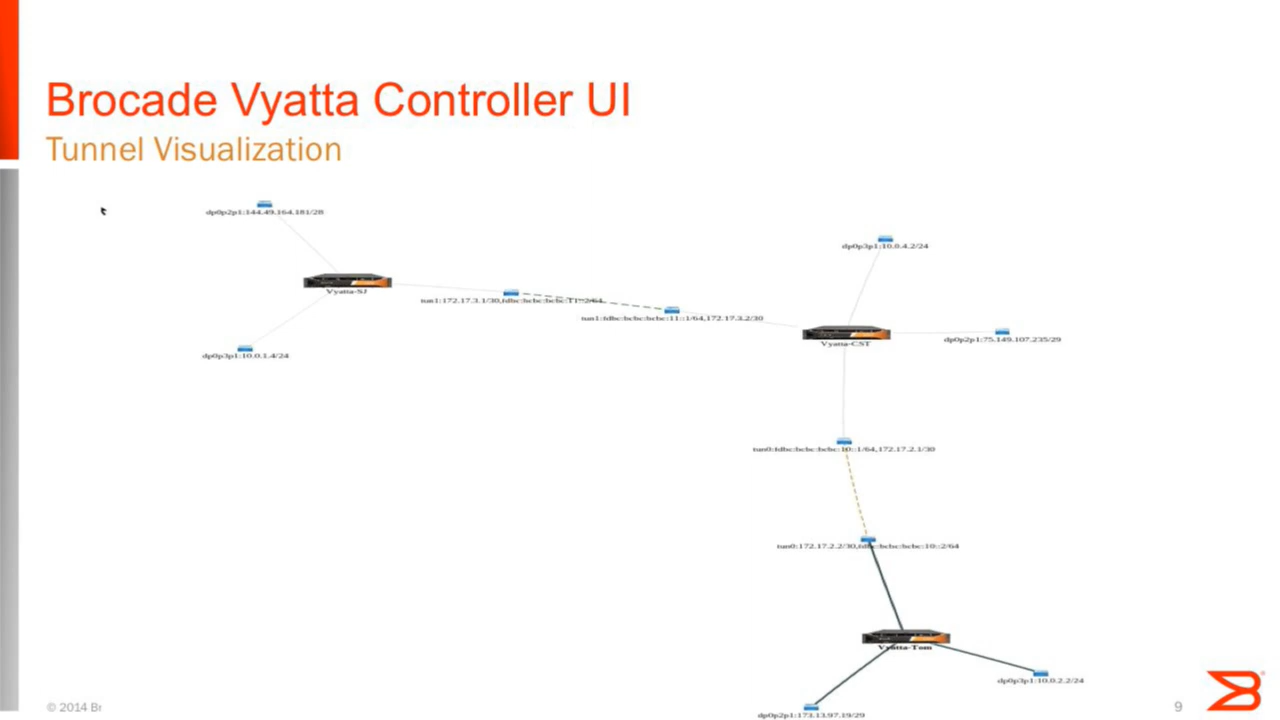 Brocade Vyatta Controller UI
Tunnel Visualization
dp0p2p1:144.49.164.181/28
dp0p3p1:10.0.4.2/24
Vyatta-SJ
tun1:172.17.3.1/30,fdbc:bcbc:bcbc:11::2/64
tun1:fdbc:bcbc:bcbc:11::1/64,172.17.3.2/30
Vyatta-CST
dp0p2p1:75.149.107.235/29
dp0p3p1:10.0.1.4/24
tun0:fdbc:bcbc:bcbc:10::1/64,172.17.2.1/30
tun0:172.17.2.2/30,fdbc:bcbc:bcbc:10::2/64
Vyatta-Tom
dp0p3p1:10.0.2.2/24
dp0p2p1:173.13.97.19/29
© 2014 Br
9